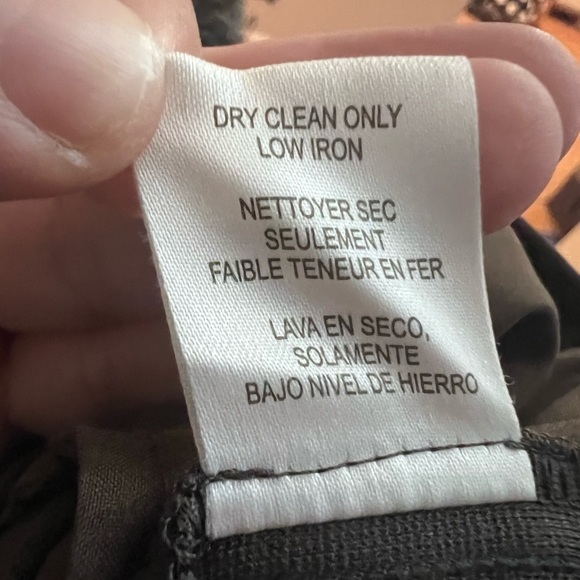 DRY CLEAN ONLY
LOW IRON
NETTOYER SEC
SEULEMENT
FAIBLE TENEUR EN FER
LAVA EN SECO,
SOLAMENTE
BAJO NIVEL DE HIERRO